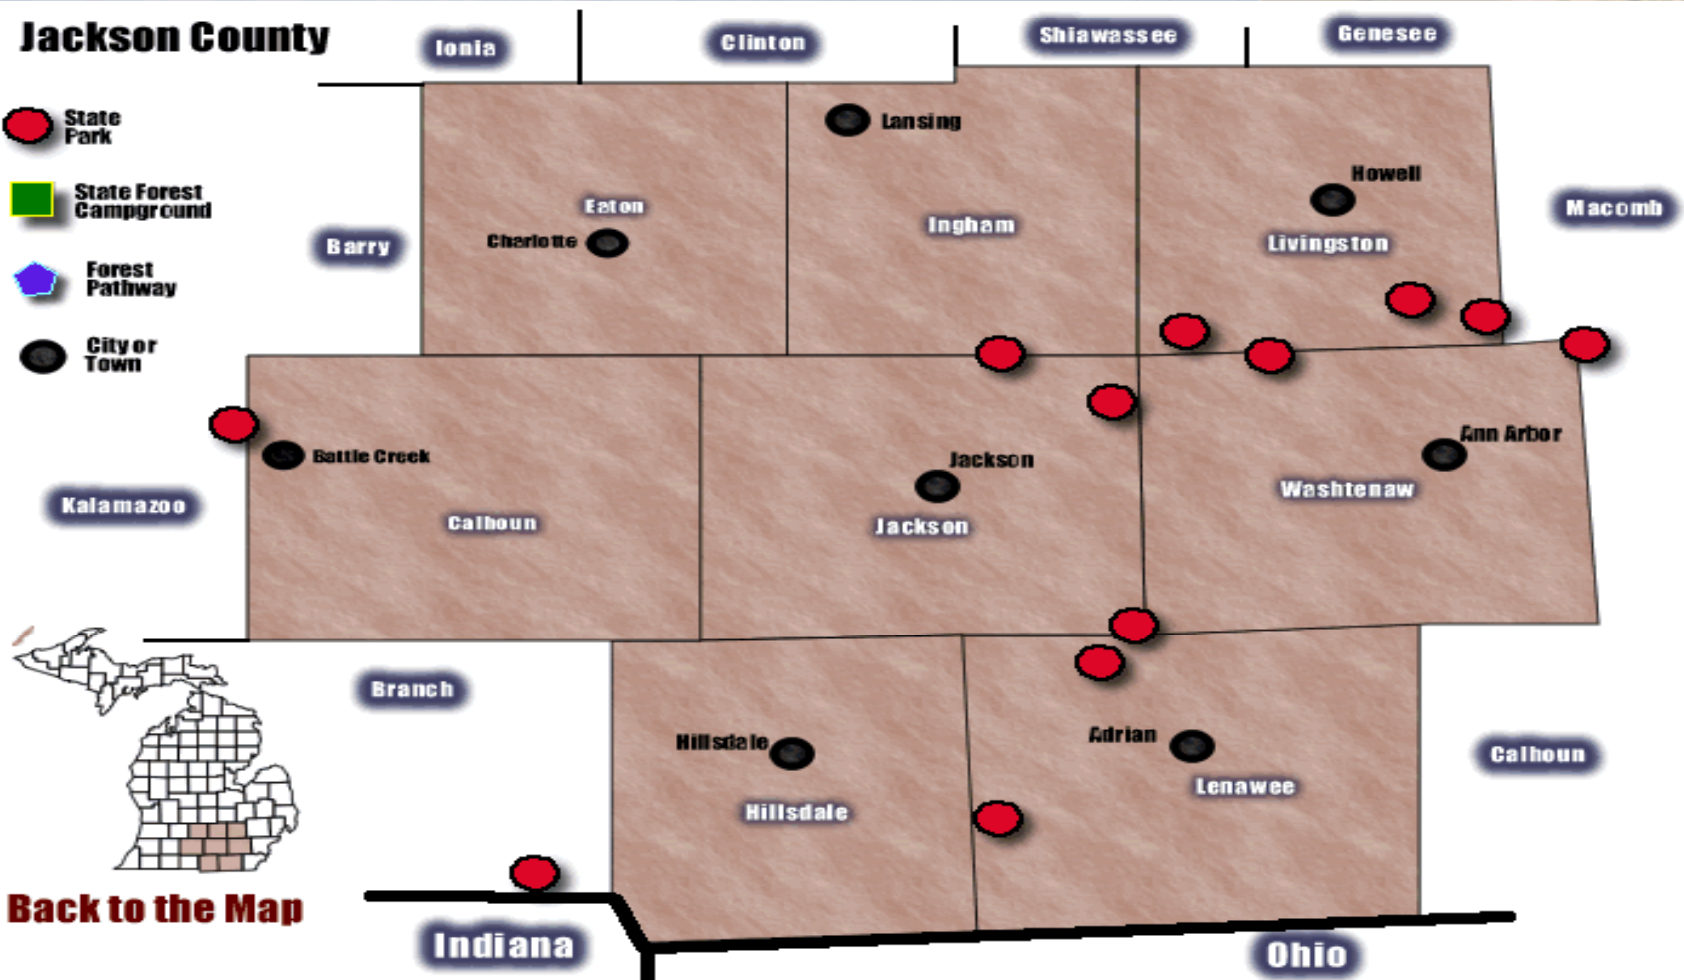 Jackson County
Ionia
Clinton
Shiawassee
Genesee
State
Park
State Forest
Campground
Forest
Pathway
City or
Town
Lansing
Howell
Eaton
Charlotte
Ingham
Livingston
Macomb
Barry
Battle Creek
Kalamazoo
Calhoun
Jackson
Jackson
Ann Arbor
Washtenaw
Branch
Hillsdale
Hillsdale
Adrian
Lenawee
Calhoun
Back to the Map
Indiana
Ohio